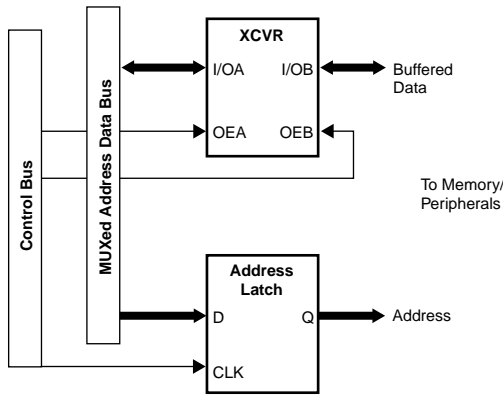 XCVR
I/OA
I/OB
Buffered
Data
OEA
OEB
Control Bus
MUXed Address Data Bus
To Memory/
Peripherals
Address
Latch
D
Q
Address
CLK